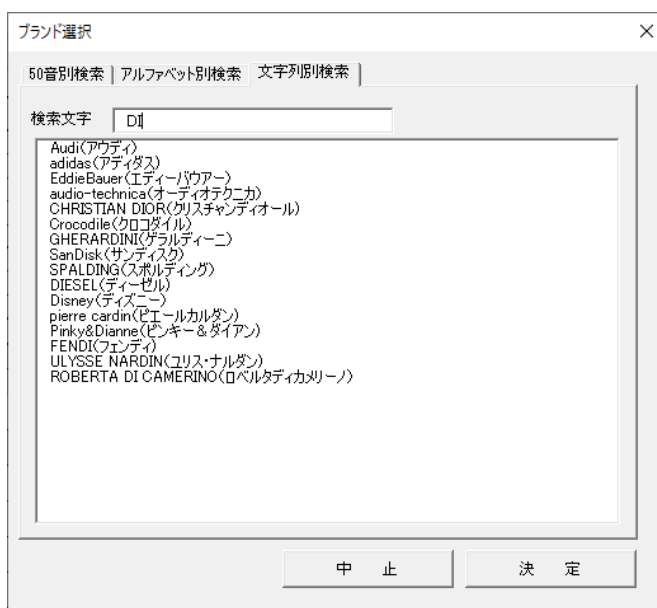 ブランド選択
50音別検索 アルファベット別検索 文字列別検索
検索文字 DI
Audi(アウディ)
adidas(アディダス)
EddieBauer(エディーバウアー)
audio-technica(オーディオテクニカ)
CHRISTIAN DIOR(クリスチャンディオール)
Crocodile(クロコダイル)
GHERARDINI(ゲラルディーニ)
SanDisk(サンディスク)
SPALDING(スポルディング)
DIESEL(ディーゼル)
Disney(ディズニー)
pierre cardin(ピエールカルダン)
Pinky&Dianne(ピンキー＆ダイアン)
FENDI(フェンディ)
ULYSSE NARDIN(ユリス・ナルダン)
ROBERTA DI CAMERINO(ロベルタディカメリーノ)
中　止 決　定